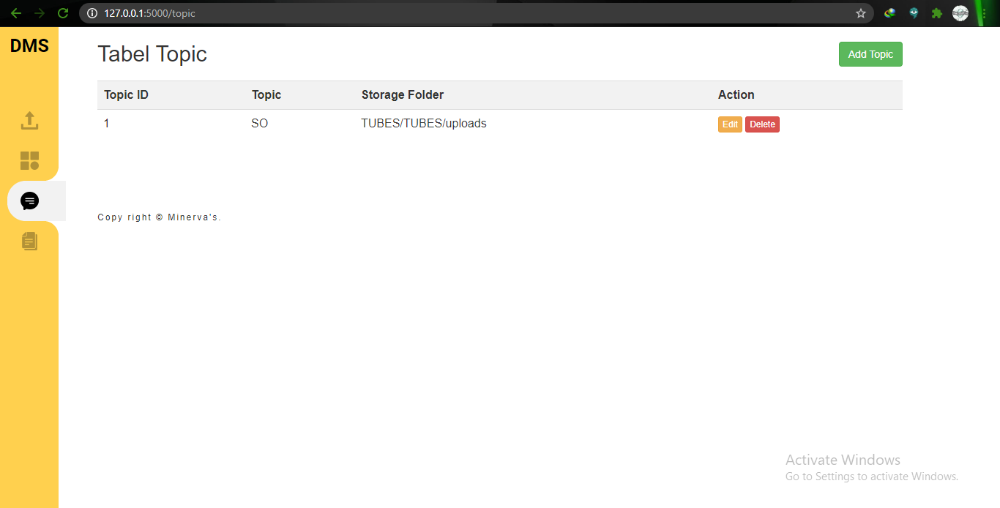 127.0.0.1:5000/topic
DMS
Tabel Topic
Add Topic
Topic ID Topic Storage Folder Action
1 SO TUBES/TUBES/uploads Edit Delete
Copy right © Minerva's.
Activate Windows
Go to Settings to activate Windows.